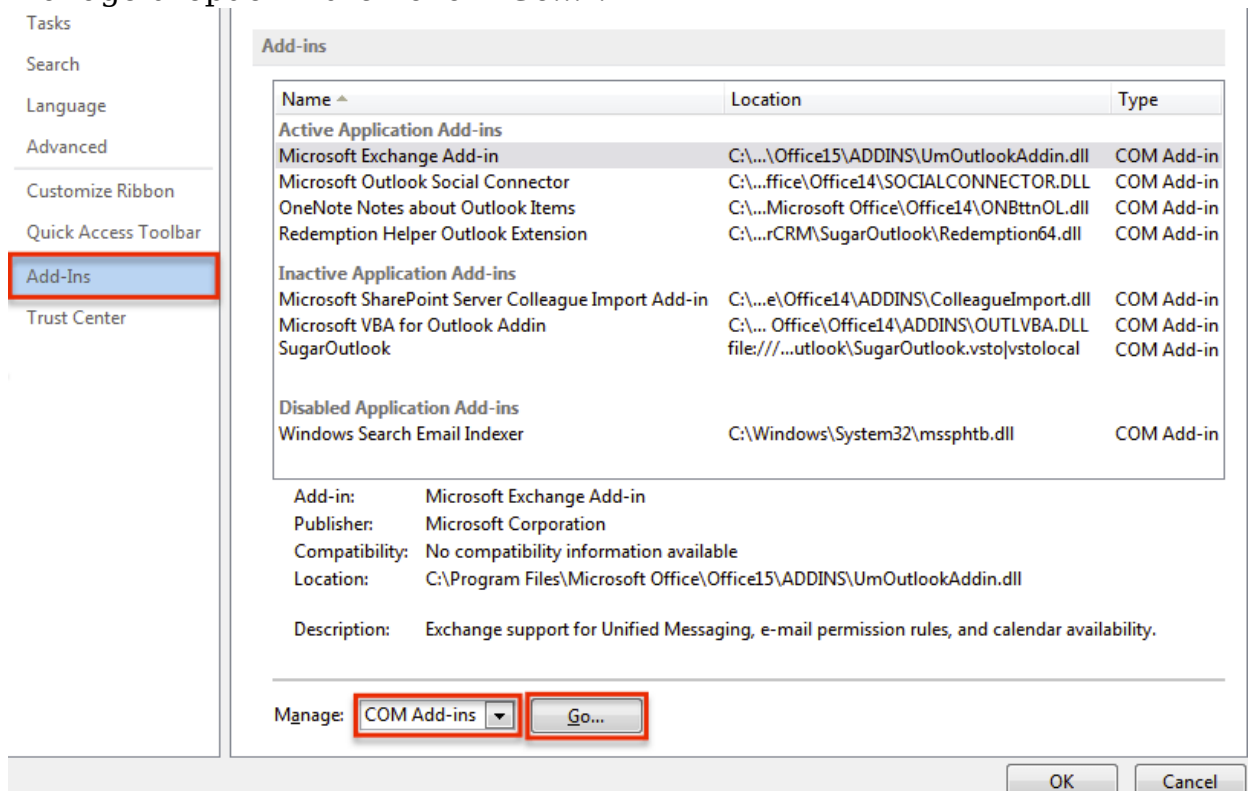 Tasks
Search
Language
Advanced
Customize Ribbon
Quick Access Toolbar
Add-Ins
Trust Center
Add-ins
Name Location Type
Active Application Add-ins
Microsoft Exchange Add-in C:\...\Office15\ADDINS\UmOutlookAddin.dll COM Add-in
Microsoft Outlook Social Connector C:\...ffice\Office14\SOCIALCONNECTOR.DLL COM Add-in
OneNote Notes about Outlook Items C:\...Microsoft Office\Office14\ONBttnOL.dll COM Add-in
Redemption Helper Outlook Extension C:\...rCRM\SugarOutlook\Redemption64.dll COM Add-in
Inactive Application Add-ins
Microsoft SharePoint Server Colleague Import Add-in C:\...e\Office14\ADDINS\ColleagueImport.dll COM Add-in
Microsoft VBA for Outlook Addin C:\... Office\Office14\ADDINS\OUTLVBA.DLL COM Add-in
SugarOutlook file:///...utlook\SugarOutlook.vsto|vstolocal COM Add-in
Disabled Application Add-ins
Windows Search Email Indexer C:\Windows\System32\mssphtb.dll COM Add-in
Add-in: Microsoft Exchange Add-in
Publisher: Microsoft Corporation
Compatibility: No compatibility information available
Location: C:\Program Files\Microsoft Office\Office15\ADDINS\UmOutlookAddin.dll
Description: Exchange support for Unified Messaging, e-mail permission rules, and calendar availability.
Manage: COM Add-ins Go...
OK Cancel